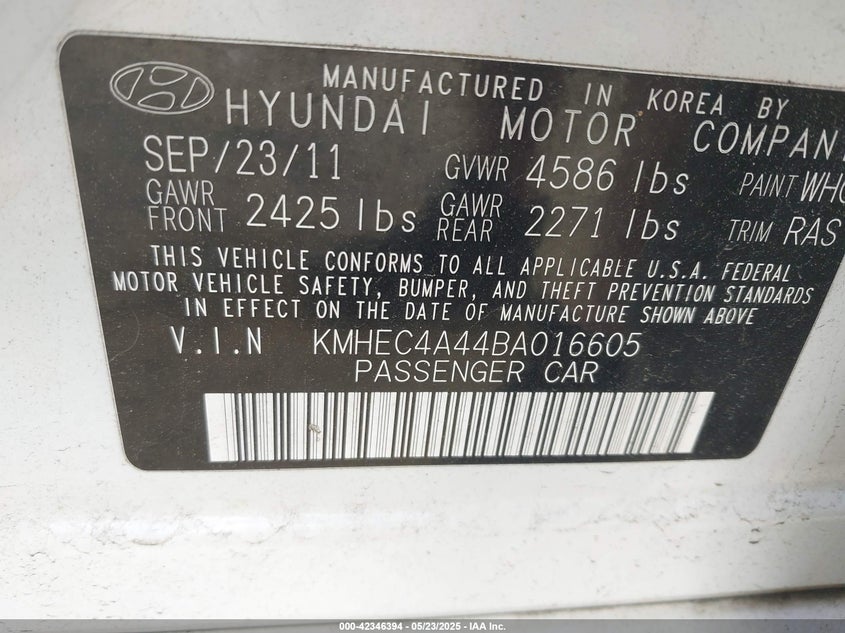 MANUFACTURED IN KOREA BY
HYUNDAI MOTOR COMPANY
SEP/23/11 GVWR 4586 lbs PAINT
GAWR FRONT 2425 lbs GAWR REAR 2271 lbs TRIM RAS
THIS VEHICLE CONFORMS TO ALL APPLICABLE U.S.A. FEDERAL
MOTOR VEHICLE SAFETY, BUMPER, AND THEFT PREVENTION STANDARDS
IN EFFECT ON THE DATE OF MANUFACTURE SHOWN ABOVE
V.I.N KMHEC4A44BA016605
PASSENGER CAR
000-42346394 - 05/23/2025 - IAA Inc.